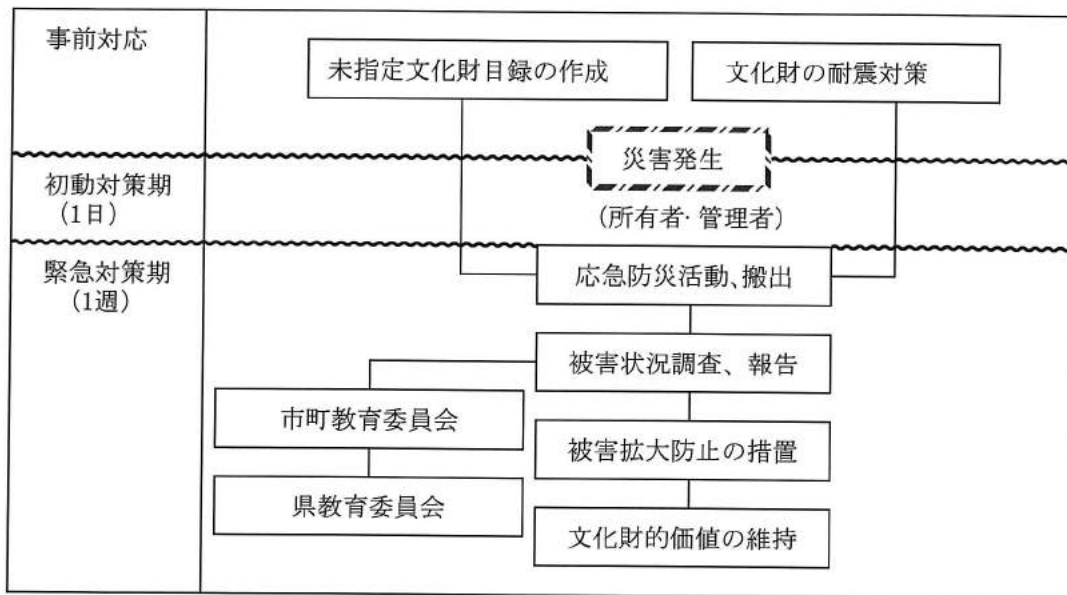 事前対応
未指定文化財目録の作成
文化財の耐震対策
災害発生
初動対策期
(1日)
(所有者・管理者)
緊急対策期
(1週)
応急防災活動、搬出
被害状況調査、報告
市町教育委員会
被害拡大防止の措置
県教育委員会
文化財的価値の維持